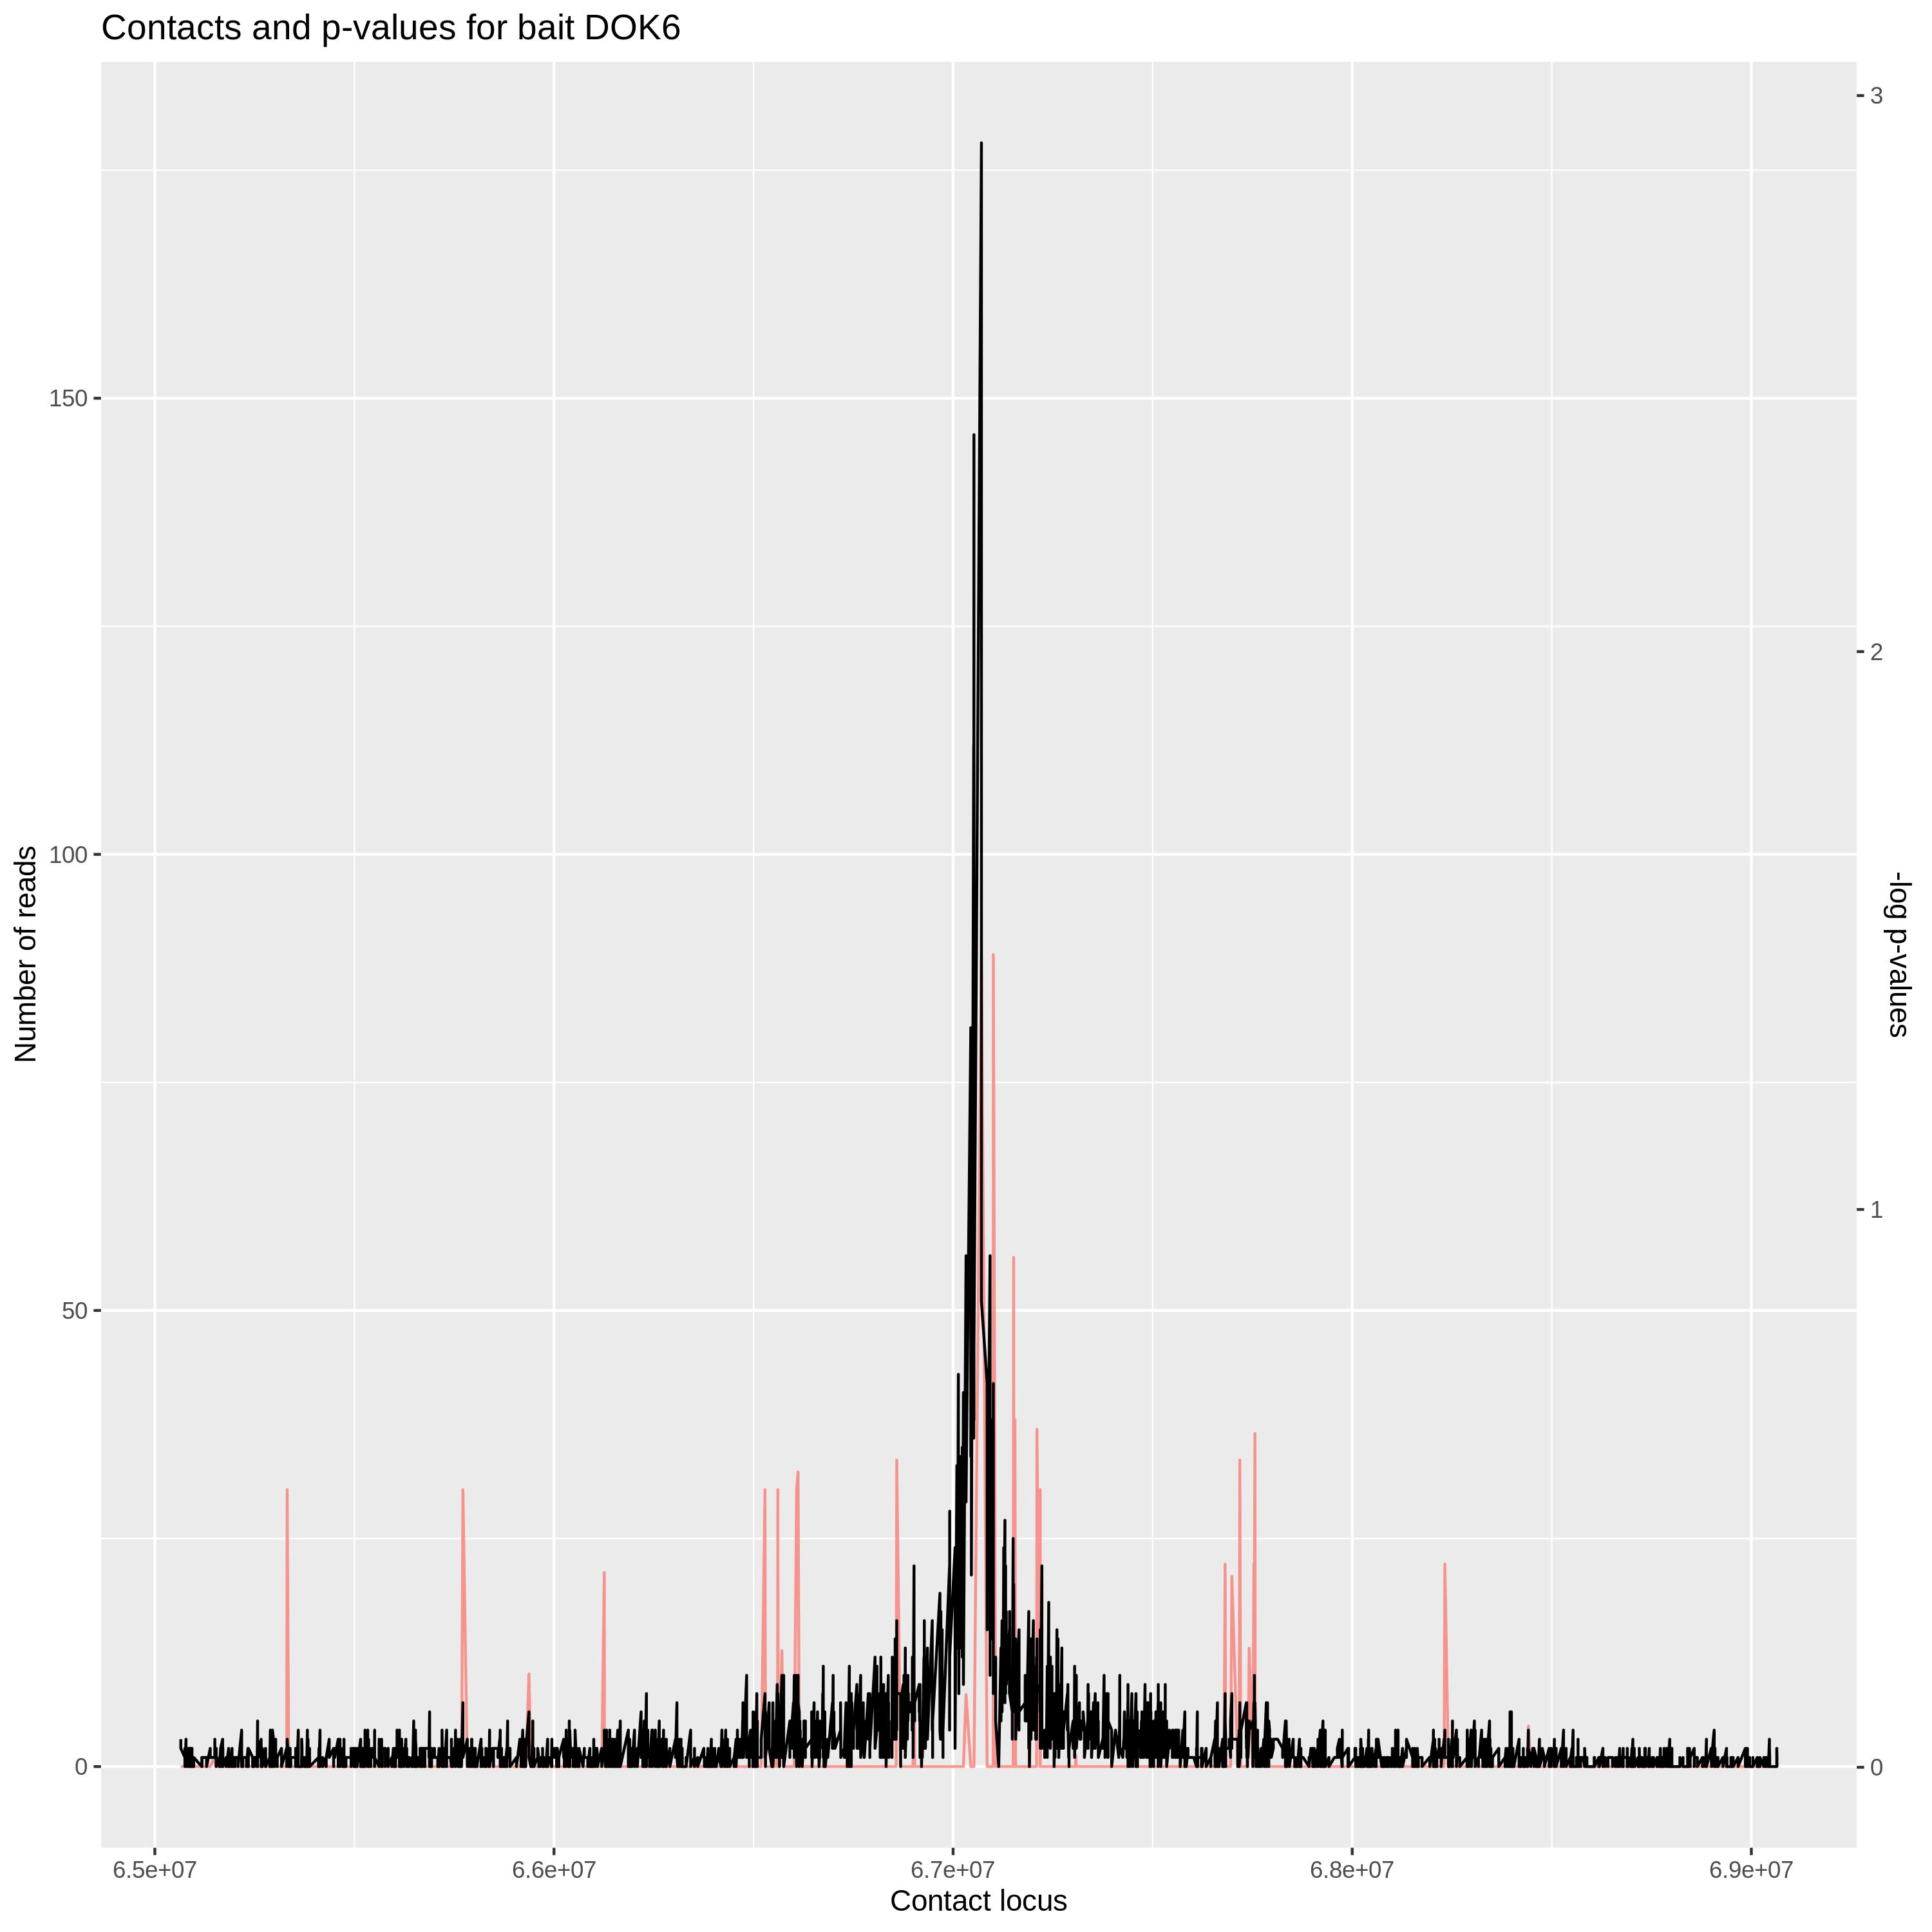 Contacts and p-values for bait DOK6
Number of reads
150
100
50
0
3
2
1
0
-log p-values
6.5e+07
6.6e+07
6.7e+07
6.8e+07
6.9e+07
Contact locus